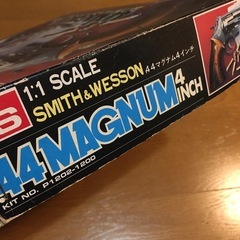 S
1:1 SCALE
SMITH & WESSON 44マグナム4インチ
.44 MAGNUM 4 INCH
KIT NO. P1202-1200